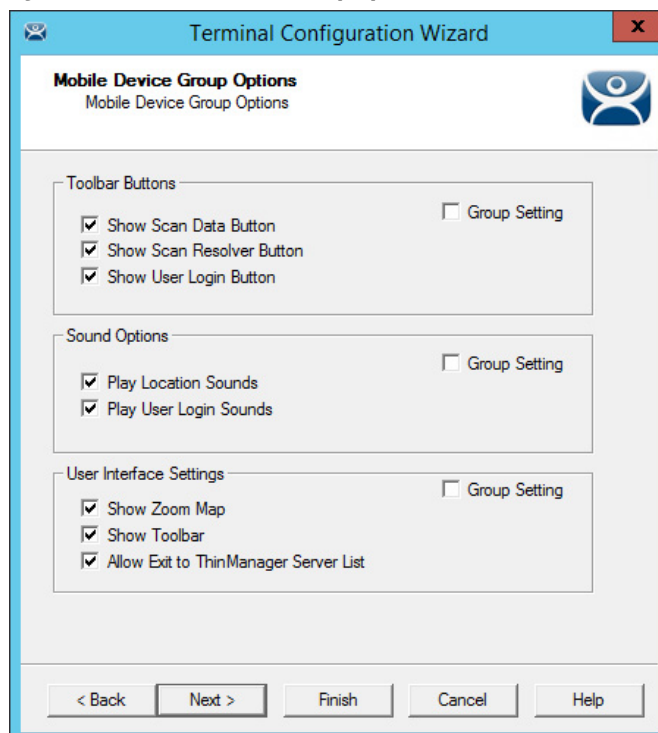 Terminal Configuration Wizard
x
Mobile Device Group Options
Mobile Device Group Options
Toolbar Buttons
Group Setting
Show Scan Data Button
Show Scan Resolver Button
Show User Login Button
Sound Options
Group Setting
Play Location Sounds
Play User Login Sounds
User Interface Settings
Group Setting
Show Zoom Map
Show Toolbar
Allow Exit to ThinManager Server List
< Back Next > Finish Cancel Help